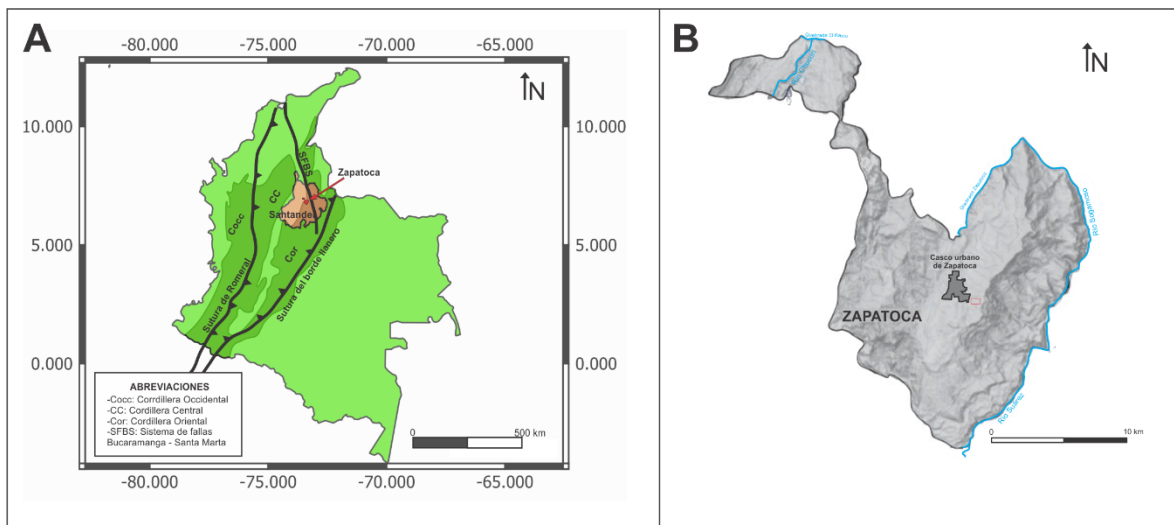 A
-80.000
-75.000
-70.000
-65.000
N
10.000
10.000
SFBS
Zapatoca
CC
Santander
Cocc
5.000
5.000
Cor
Sutura de Romeral
Sutura del borde llanero
0.000
0.000
ABREVIACIONES
-Cocc: Corrdillera Occidental
-CC: Cordillera Central
-Cor: Cordillera Oriental
-SFBS: Sistema de fallas
Bucaramanga - Santa Marta
0
500 km
-80.000
-75.000
-70.000
-65.000
B
N
Río Sogamoso
Casco urbano
de Zapatoca
ZAPATOCA
Río Suárez
0
10 km